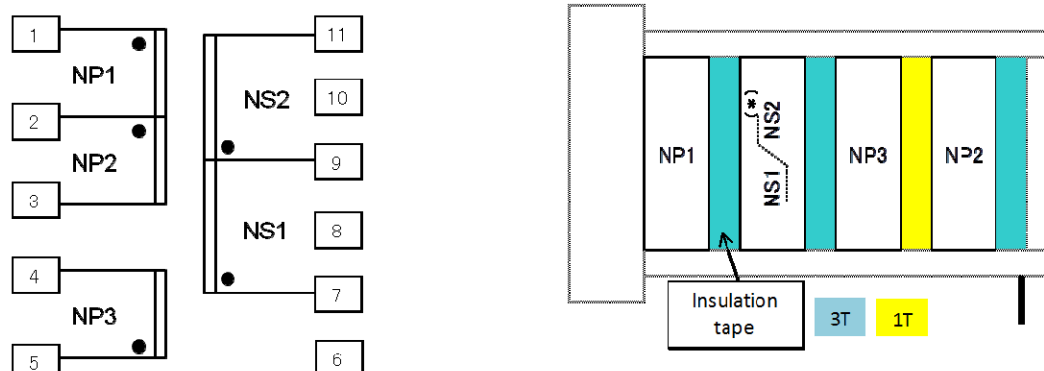 1
NP1
2
NP2
3
4
NP3
5
11
NS2
10
9
NS1
8
7
6
NP1
NS1
NS2
(*)
NP3
NP2
Insulation
tape
3T
1T